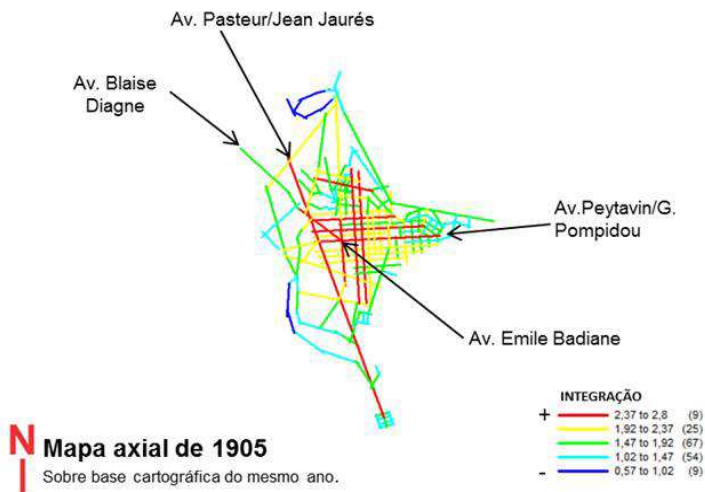 Av. Pasteur/Jean Jaurés
Av. Blaise
Diagne
Av.Peytavin/G.
Pompidou
Av. Emile Badiane
INTEGRAÇÃO
+ 2,37 to 2,8 (9)
1,92 to 2,37 (25)
1,47 to 1,92 (67)
1,02 to 1,47 (54)
- 0,57 to 1,02 (9)
N
Mapa axial de 1905
Sobre base cartográfica do mesmo ano.